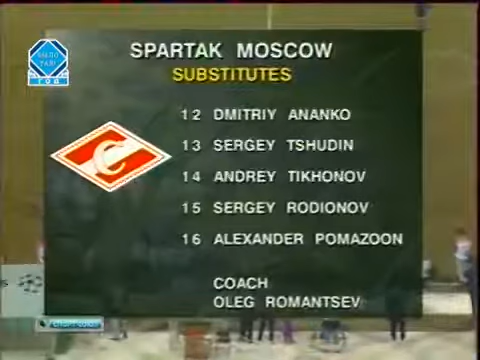 SPARTAK MOSCOW
SUBSTITUTES
12 DMITRIY ANANKO
13 SERGEY TSHUDIN
14 ANDREY TIKHONOV
15 SERGEY RODIONOV
16 ALEXANDER POMAZOON
COACH
OLEG ROMANTSEV